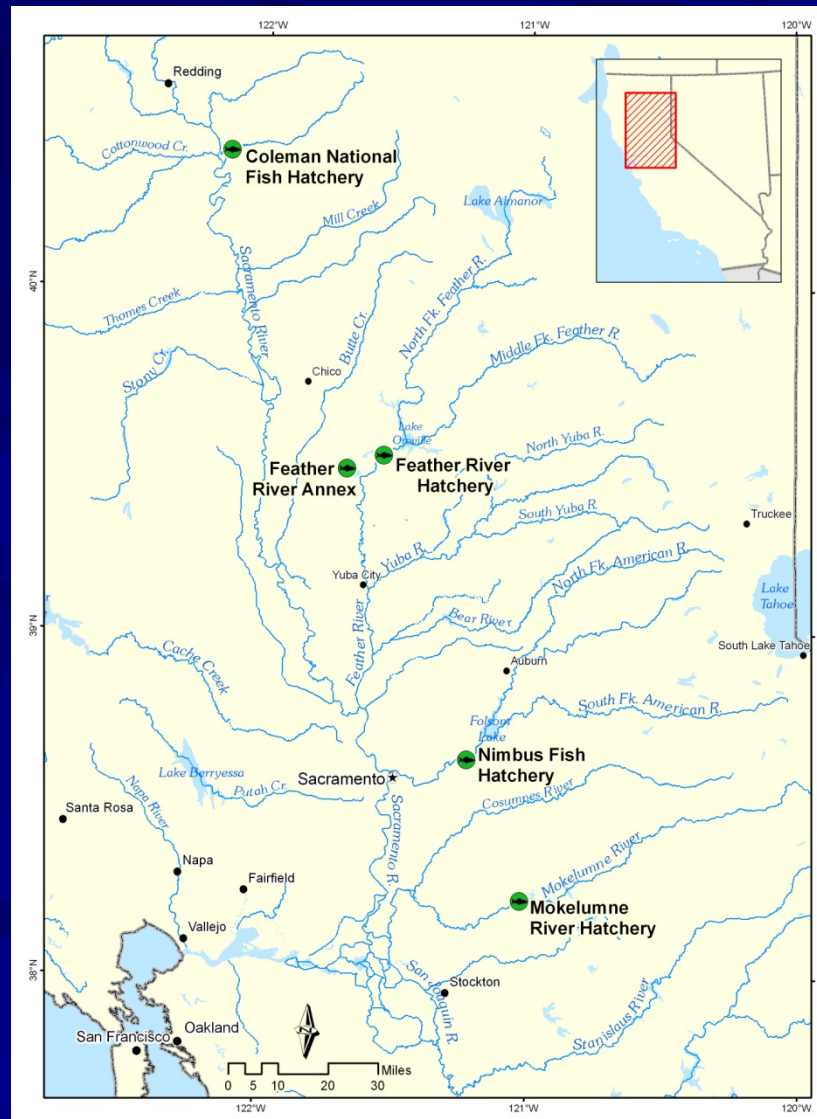 122°W
121°W
120°W
Redding
Cottonwood Cr.
Coleman National
Fish Hatchery
Mill Creek
Lake Almanor
40°N
Thomes Creek
Sacramento River
North Fk. Feather R.
Butte Cr.
Middle Fk. Feather R.
Stony Cr.
Chico
Lake
Oroville
North Yuba R.
Feather
River Annex
Feather River
Hatchery
South Yuba R.
Truckee
Yuba R.
Yuba City
North Fk. American R.
Lake
Tahoe
39°N
Bear River
Feather River
South Lake Tahoe
Cache Creek
Auburn
South Fk. American R.
Folsom
Lake
Nimbus Fish
Hatchery
Lake Berryessa
Sacramento
Putah Cr.
Cosumnes River
Napa River
Santa Rosa
Sacramento R.
Mokelumne River
Napa
Fairfield
Mokelumne
River Hatchery
Vallejo
38°N
San Joaquin R.
Stockton
Stanislaus River
Oakland
San Francisco
Miles
0 5 10 20 30
122°W
121°W
120°W